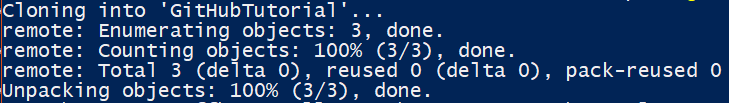 Cloning into 'GitHubTutorial'...
remote: Enumerating objects: 3, done.
remote: Counting objects: 100% (3/3), done.
remote: Total 3 (delta 0), reused 0 (delta 0), pack-reused 0
Unpacking objects: 100% (3/3), done.